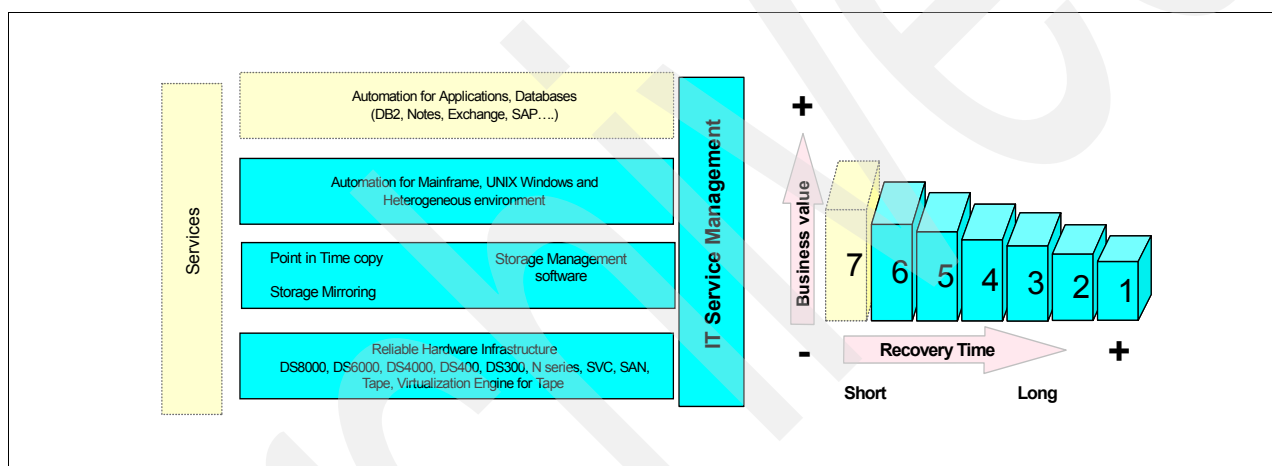 Services
Automation for Applications, Databases
(DB2, Notes, Exchange, SAP….)
Automation for Mainframe, UNIX Windows and
Heterogeneous environment
Point in Time copy
Storage Mirroring
Storage Management
software
Reliable Hardware Infrastructure
DS8000, DS6000, DS4000, DS400, DS300, N series, SVC, SAN,
Tape, Virtualization Engine for Tape
IT Service Management
+
Business value
-
7
6
5
4
3
2
1
Recovery Time
+
Short
Long